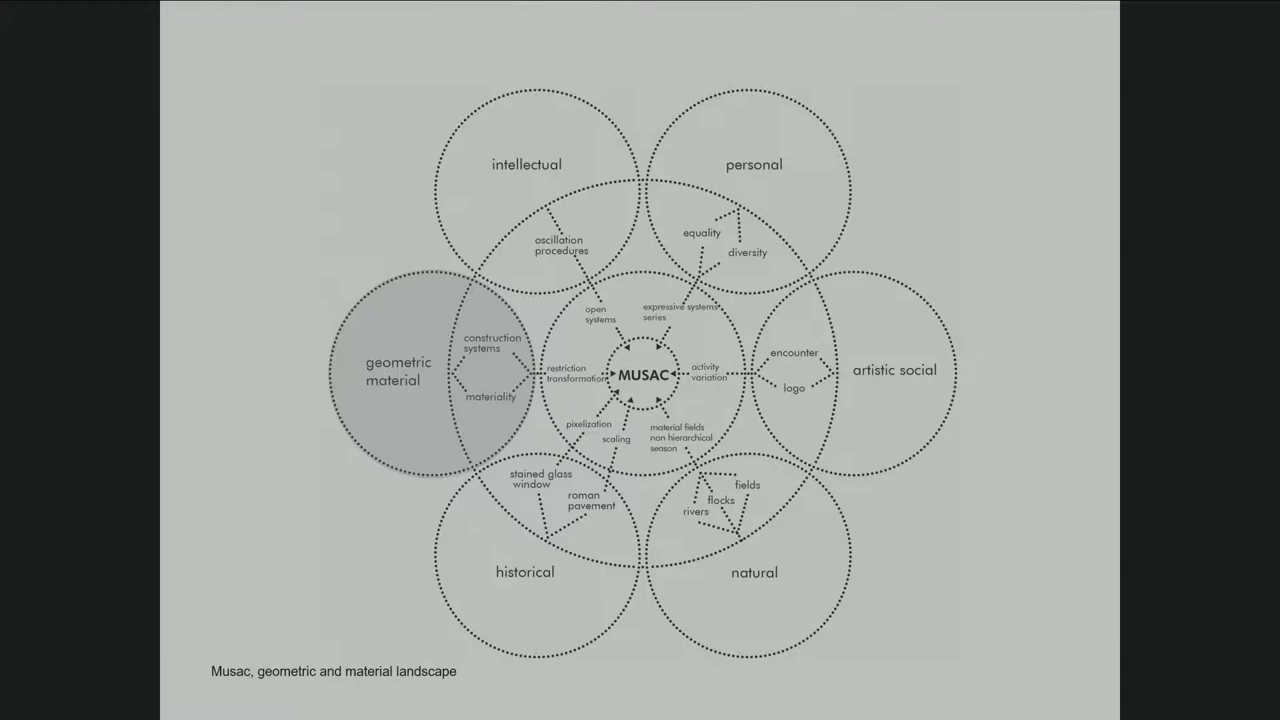 intellectual
personal
oscillation
procedures
equality
diversity
open
systems
expressive systems
series
geometric
material
construction
systems
materiality
restriction
transformation
MUSAC
activity
variation
encounter
logo
artistic social
pixelization
scaling
material fields
non hierarchical
season
stained glass
window
roman
pavement
fields
flocks
rivers
historical
natural
Musac, geometric and material landscape